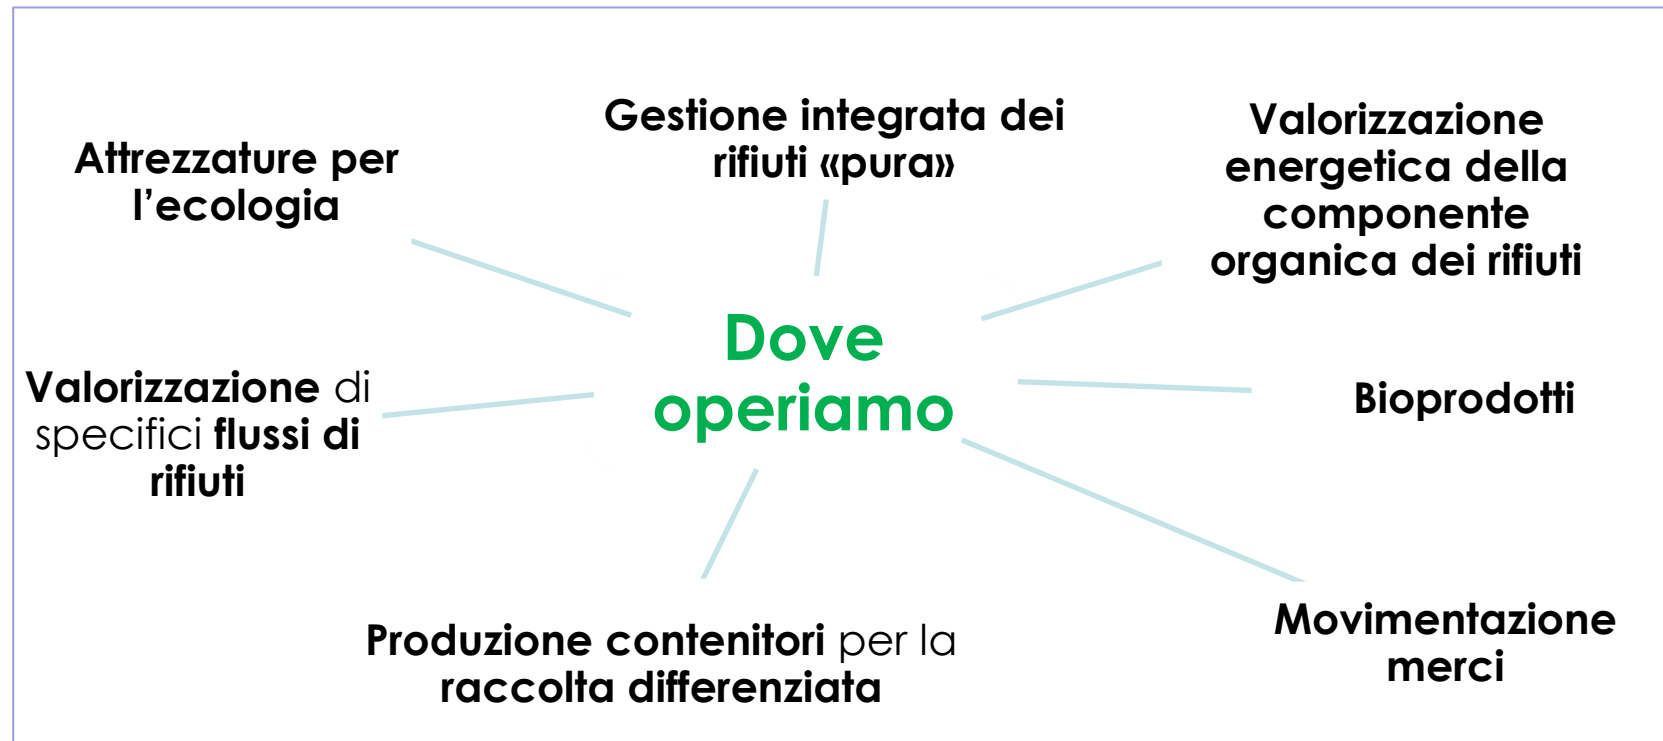 Attrezzature per
l’ecologia
Gestione integrata dei
rifiuti «pura»
Valorizzazione
energetica della
componente
organica dei rifiuti
Dove
operiamo
Valorizzazione di
specifici flussi di
rifiuti
Bioprodotti
Produzione contenitori per la
raccolta differenziata
Movimentazione
merci